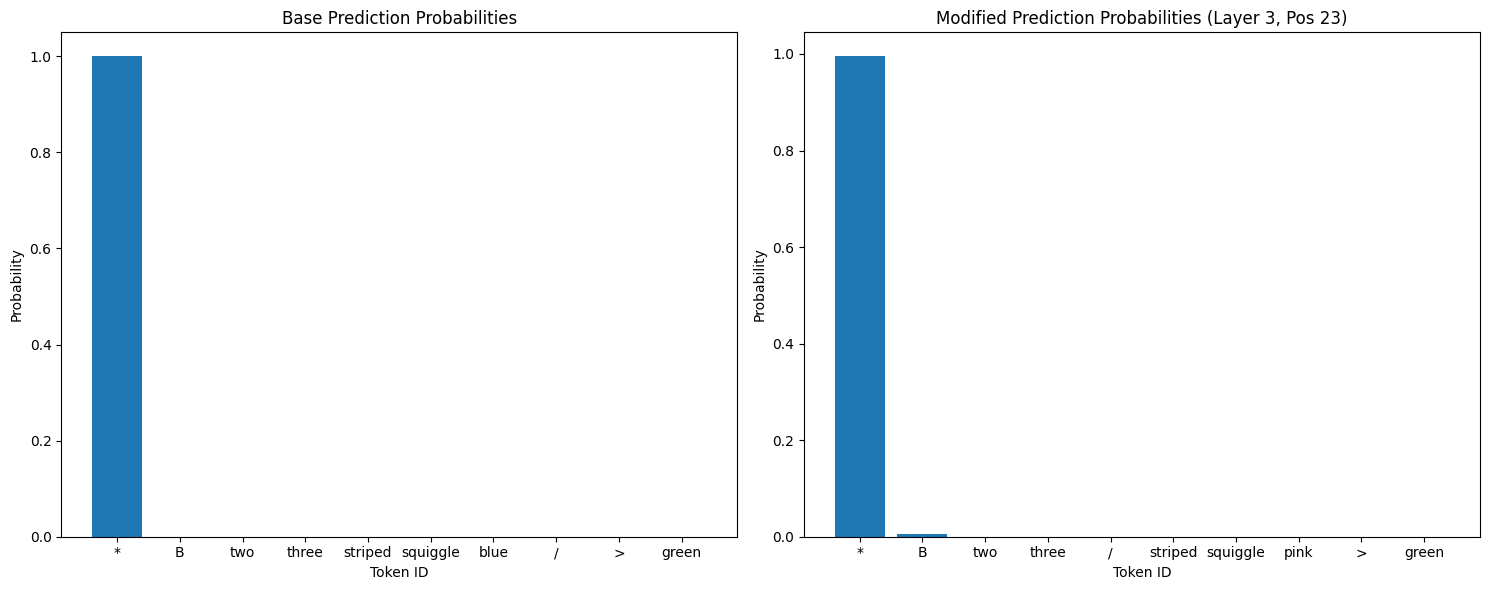 Base Prediction Probabilities
Probability
1.0
0.8
0.6
0.4
0.2
0.0
* B two three striped squiggle blue / > green
Token ID
Modified Prediction Probabilities (Layer 3, Pos 23)
Probability
1.0
0.8
0.6
0.4
0.2
0.0
* B two three / striped squiggle pink > green
Token ID